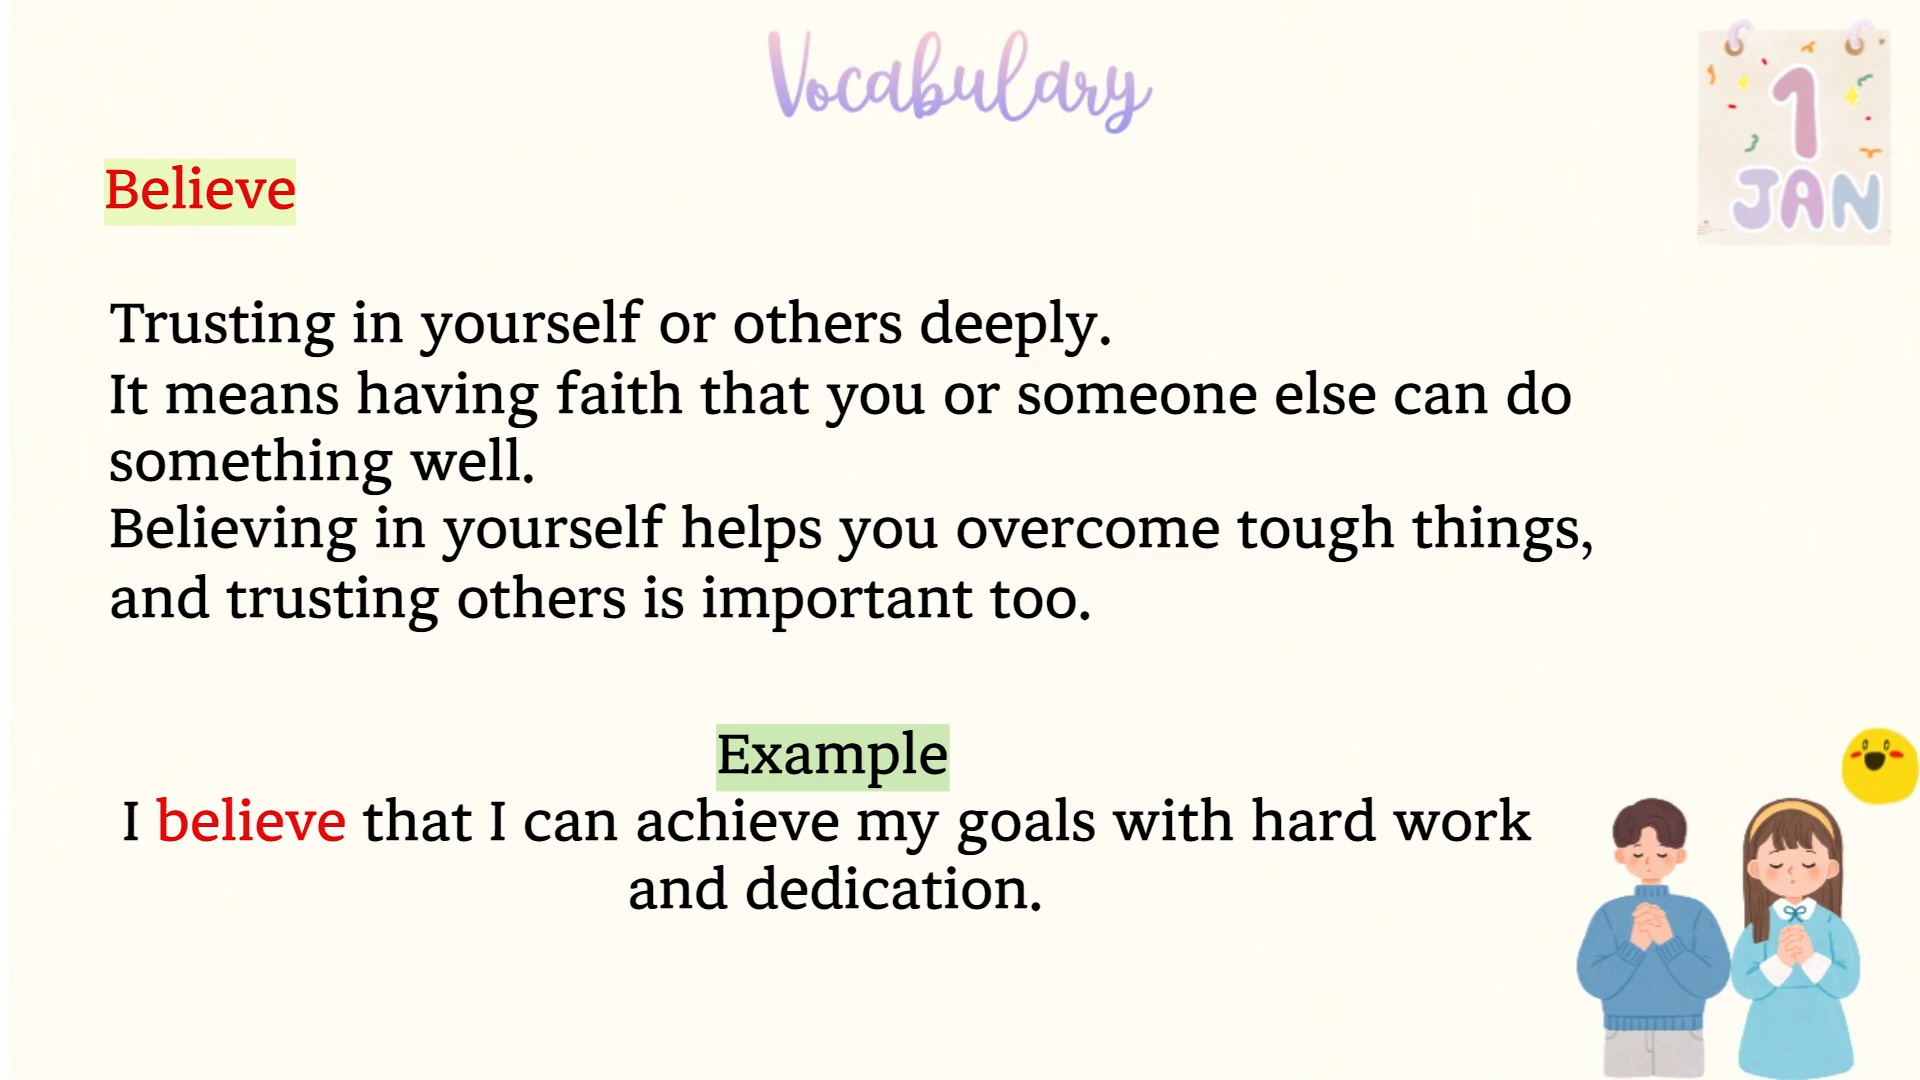 Vocabulary
1
JAN
Believe
Trusting in yourself or others deeply.
It means having faith that you or someone else can do
something well.
Believing in yourself helps you overcome tough things,
and trusting others is important too.
Example
I believe that I can achieve my goals with hard work
and dedication.